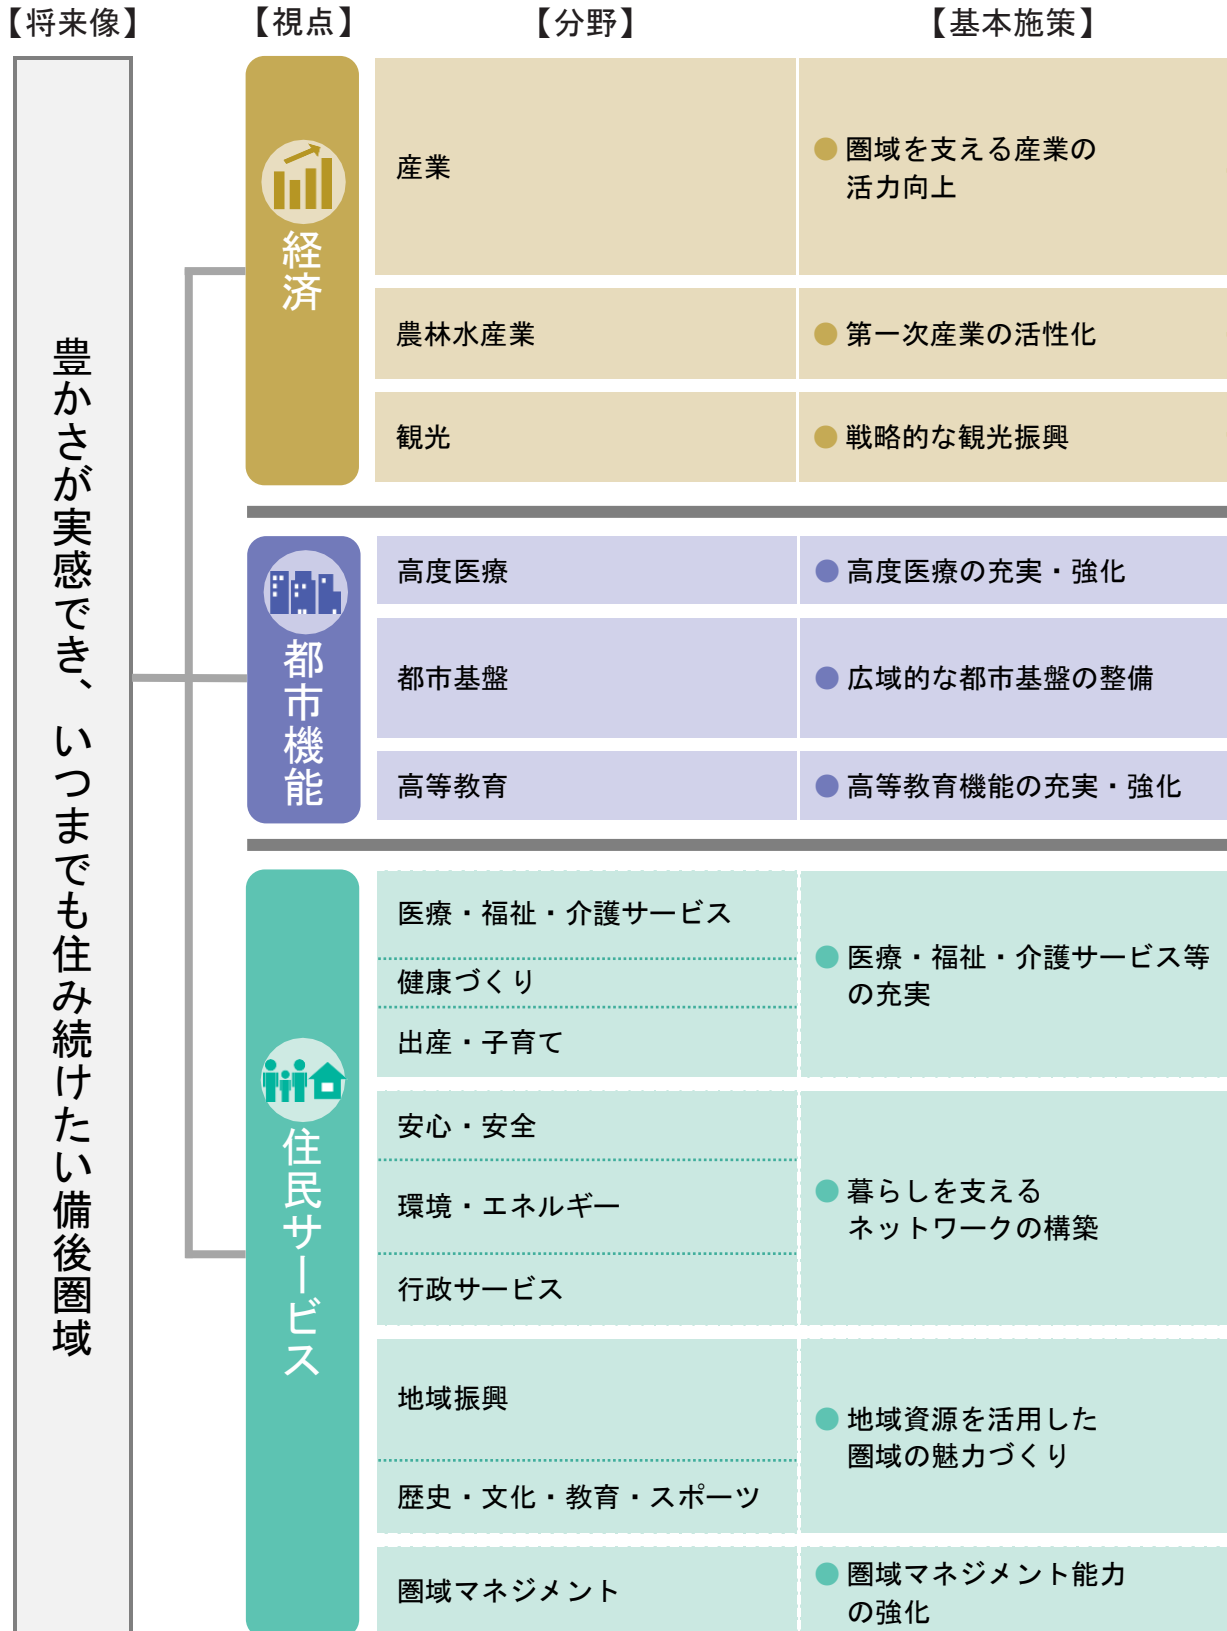 【将来像】
【視点】
【分野】
【基本施策】
豊かさが実感でき、いつまでも住み続けたい備後圏域
経済
産業
●圏域を支える産業の
活力向上
農林水産業
●第一次産業の活性化
観光
●戦略的な観光振興
都市機能
高度医療
●高度医療の充実・強化
都市基盤
●広域的な都市基盤の整備
高等教育
●高等教育機能の充実・強化
住民サービス
医療・福祉・介護サービス
健康づくり
出産・子育て
●医療・福祉・介護サービス等
の充実
安心・安全
環境・エネルギー
行政サービス
●暮らしを支える
ネットワークの構築
地域振興
歴史・文化・教育・スポーツ
●地域資源を活用した
圏域の魅力づくり
圏域マネジメント
●圏域マネジメント能力
の強化